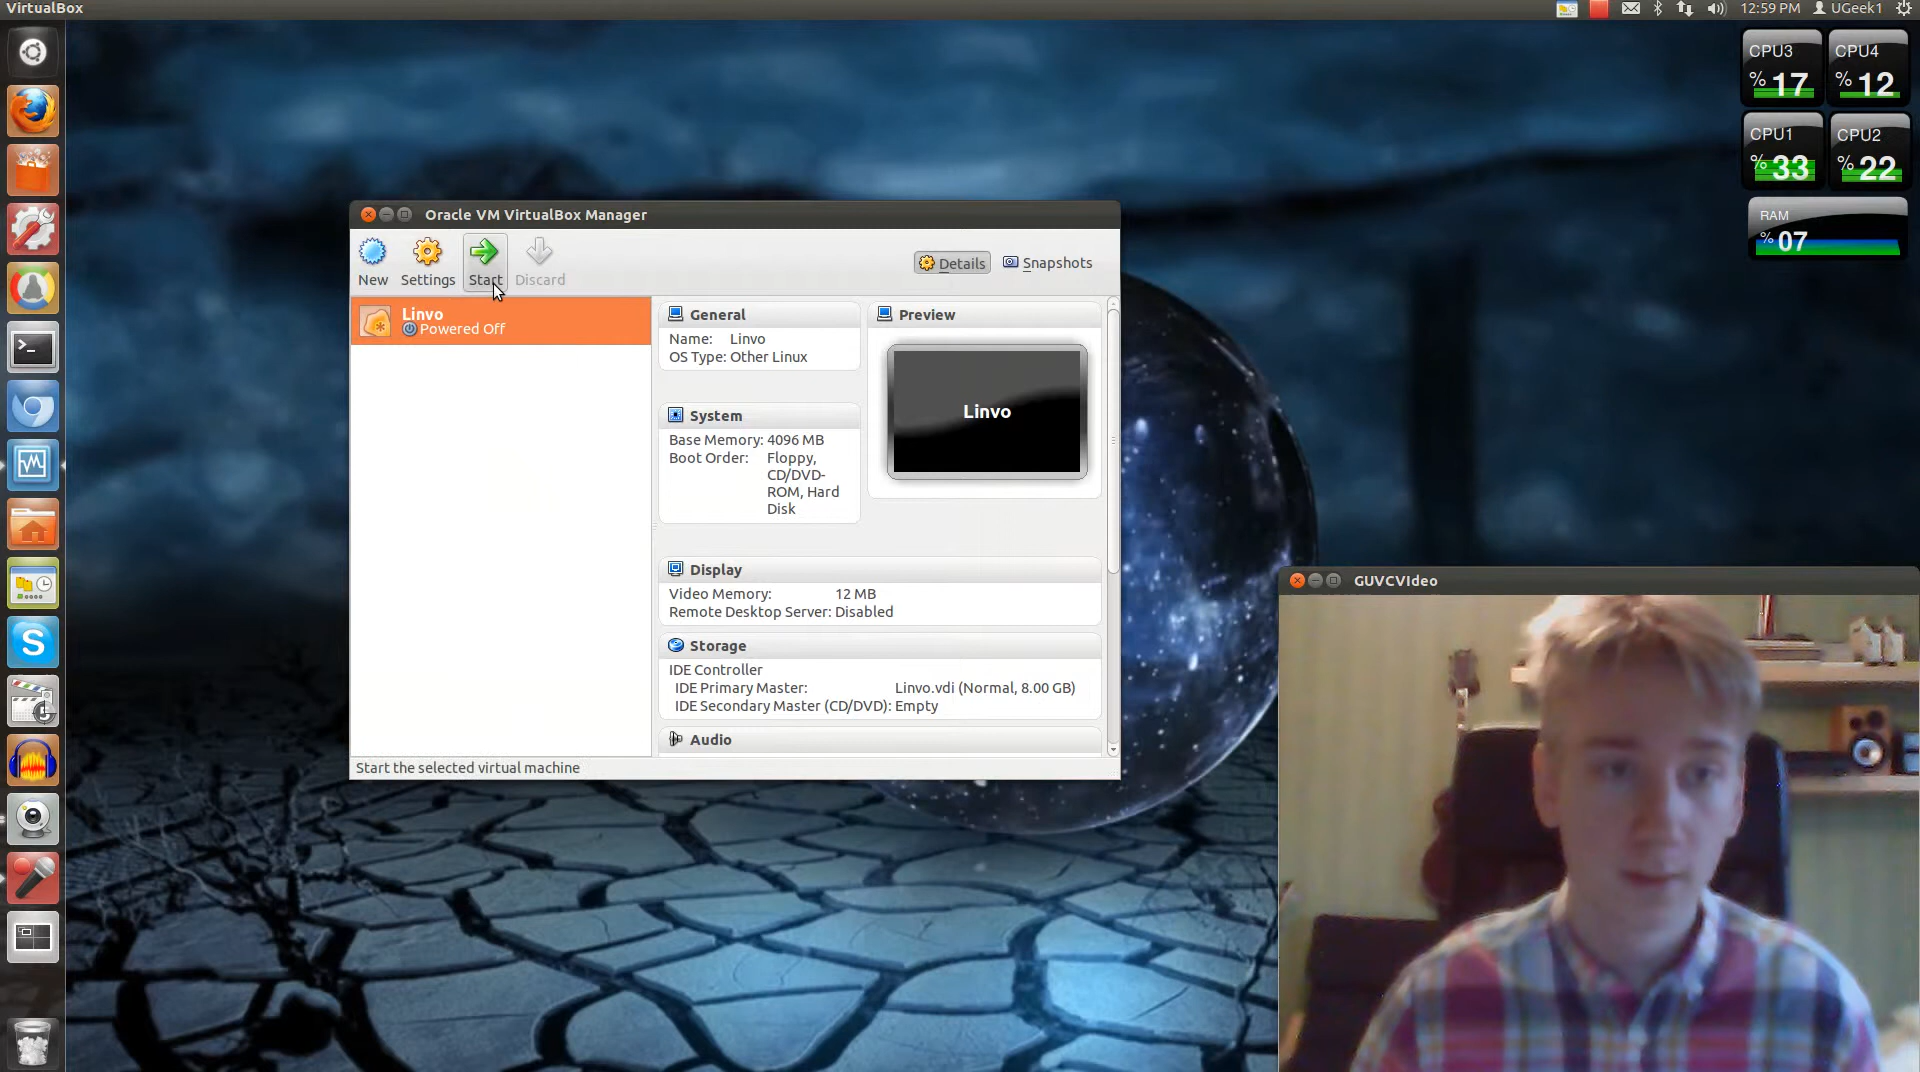 VirtualBox
12:59 PM
UGeek1
CPU3
% 17
CPU4
% 12
CPU1
% 33
CPU2
% 22
RAM
% 07
Oracle VM VirtualBox Manager
New
Settings
Start
Discard
Details
Snapshots
Linvo
Powered Off
General
Name: Linvo
OS Type: Other Linux
System
Base Memory: 4096 MB
Boot Order: Floppy,
CD/DVD-
ROM, Hard
Disk
Preview
Linvo
Display
Video Memory: 12 MB
Remote Desktop Server: Disabled
Storage
IDE Controller
IDE Primary Master: Linvo.vdi (Normal, 8.00 GB)
IDE Secondary Master (CD/DVD): Empty
Audio
Start the selected virtual machine
GUVCVIdeo